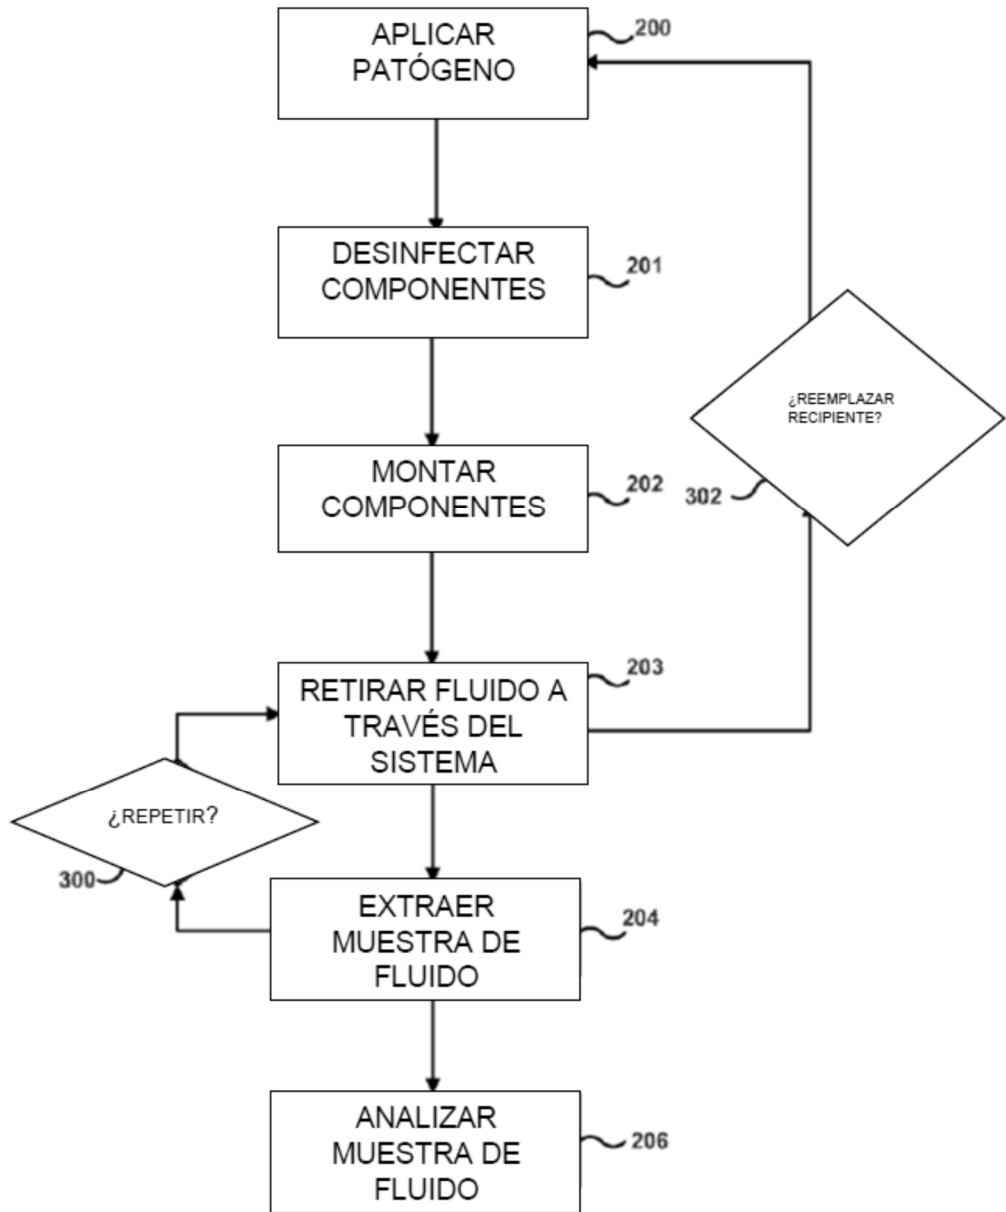 APLICAR
PATÓGENO
200
DESINFECTAR
COMPONENTES
201
¿REEMPLAZAR
RECIPIENTE?
302
MONTAR
COMPONENTES
202
RETIRAR FLUIDO A
TRAVÉS DEL
SISTEMA
203
¿REPETIR?
300
EXTRAER
MUESTRA DE
FLUIDO
204
ANALIZAR
MUESTRA DE
FLUIDO
206